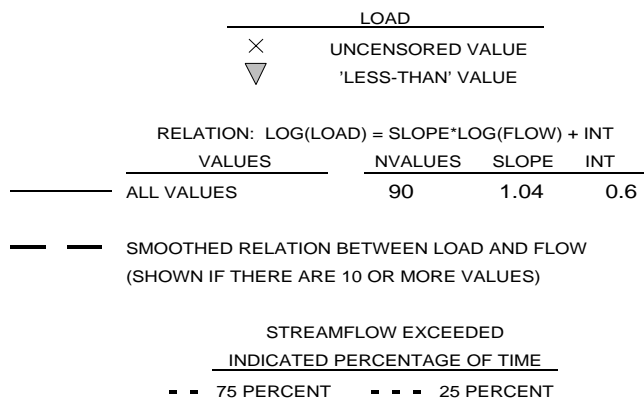 LOAD
UNCENSORED VALUE
'LESS-THAN' VALUE
RELATION: LOG(LOAD) = SLOPE*LOG(FLOW) + INT
VALUES NVALUES SLOPE INT
ALL VALUES 90 1.04 0.6
SMOOTHED RELATION BETWEEN LOAD AND FLOW
(SHOWN IF THERE ARE 10 OR MORE VALUES)
STREAMFLOW EXCEEDED
INDICATED PERCENTAGE OF TIME
75 PERCENT 25 PERCENT